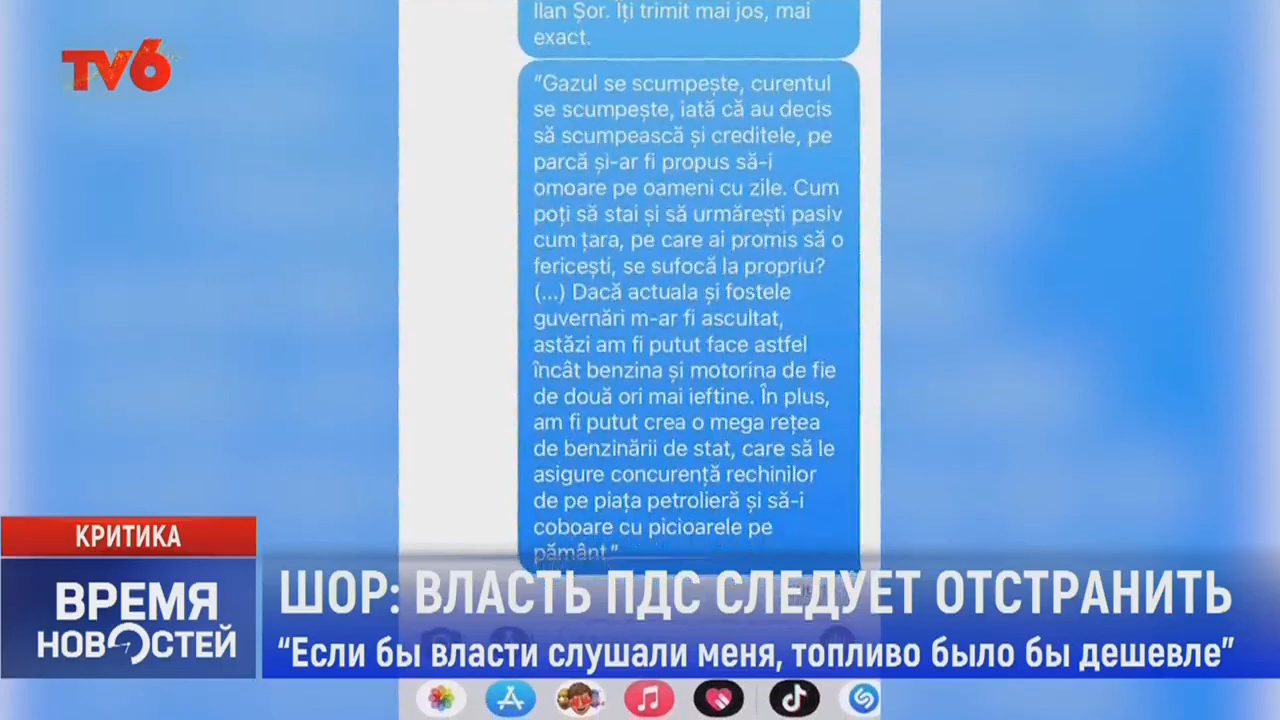 TV6
Ilan Șor. Îți trimit mai jos, mai
exact.
"Gazul se scumpește, curentul
se scumpește, iată că au decis
să scumpească și creditele, pe
parcă și-ar fi propus să-i
omoare pe oameni cu zile. Cum
poți să stai și să urmărești pasiv
cum țara, pe care ai promis să o
fericești, se sufocă la propriu?
(...) Dacă actuala și fostele
guvernări m-ar fi ascultat,
astăzi am fi putut face astfel
încât benzina și motorina de fie
de două ori mai ieftine. În plus,
am fi putut crea o mega rețea
de benzinării de stat, care să le
asigure concurență rechinilor
de pe piața petrolieră și să-i
coboare cu picioarele pe
pământ."
КРИТИКА
ВРЕМЯ
НОВОСТЕЙ
ШОР: ВЛАСТЬ ПДС СЛЕДУЕТ ОТСТРАНИТЬ
“Если бы власти слушали меня, топливо было бы дешевле”